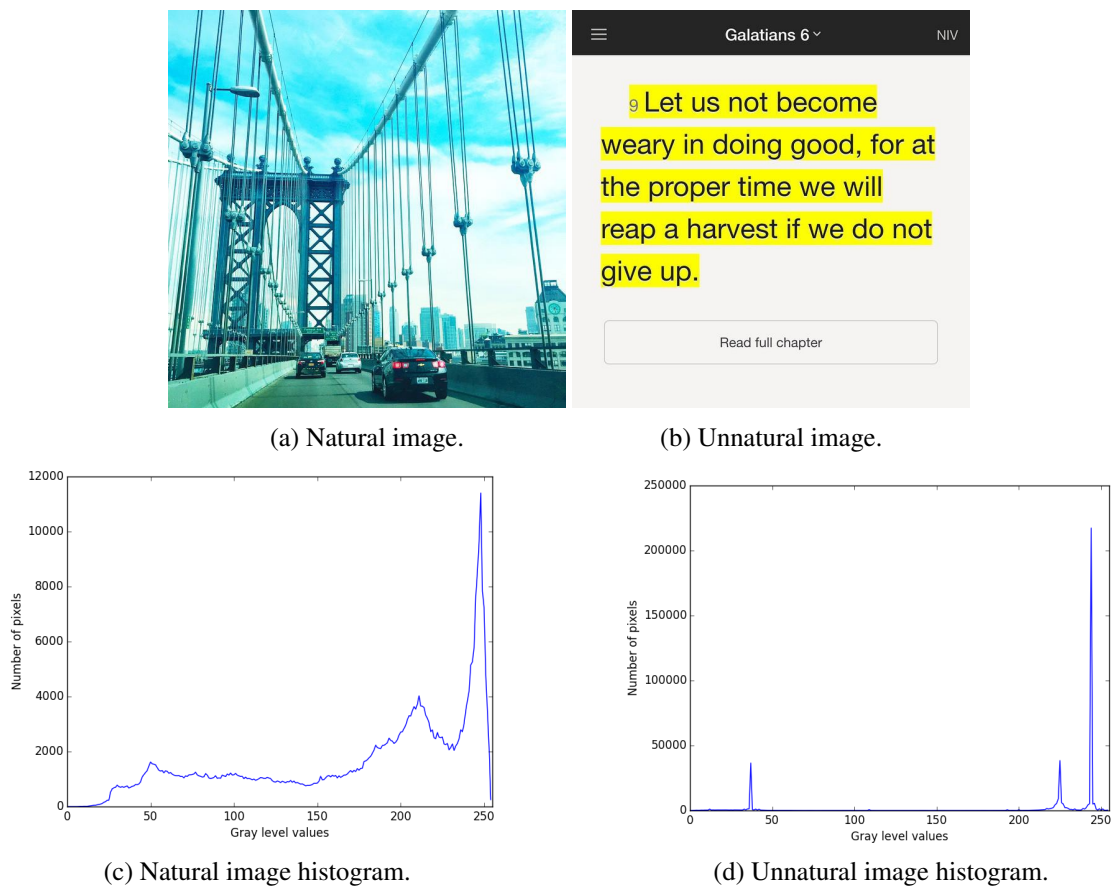 Galatians 6
NIV
9 Let us not become
weary in doing good, for at
the proper time we will
reap a harvest if we do not
give up.
Read full chapter
(a) Natural image.
(b) Unnatural image.
12000
10000
8000
6000
4000
2000
0
Number of pixels
0 50 100 150 200 250
Gray level values
250000
200000
150000
100000
50000
0
Number of pixels
0 50 100 150 200 250
Gray level values
(c) Natural image histogram.
(d) Unnatural image histogram.